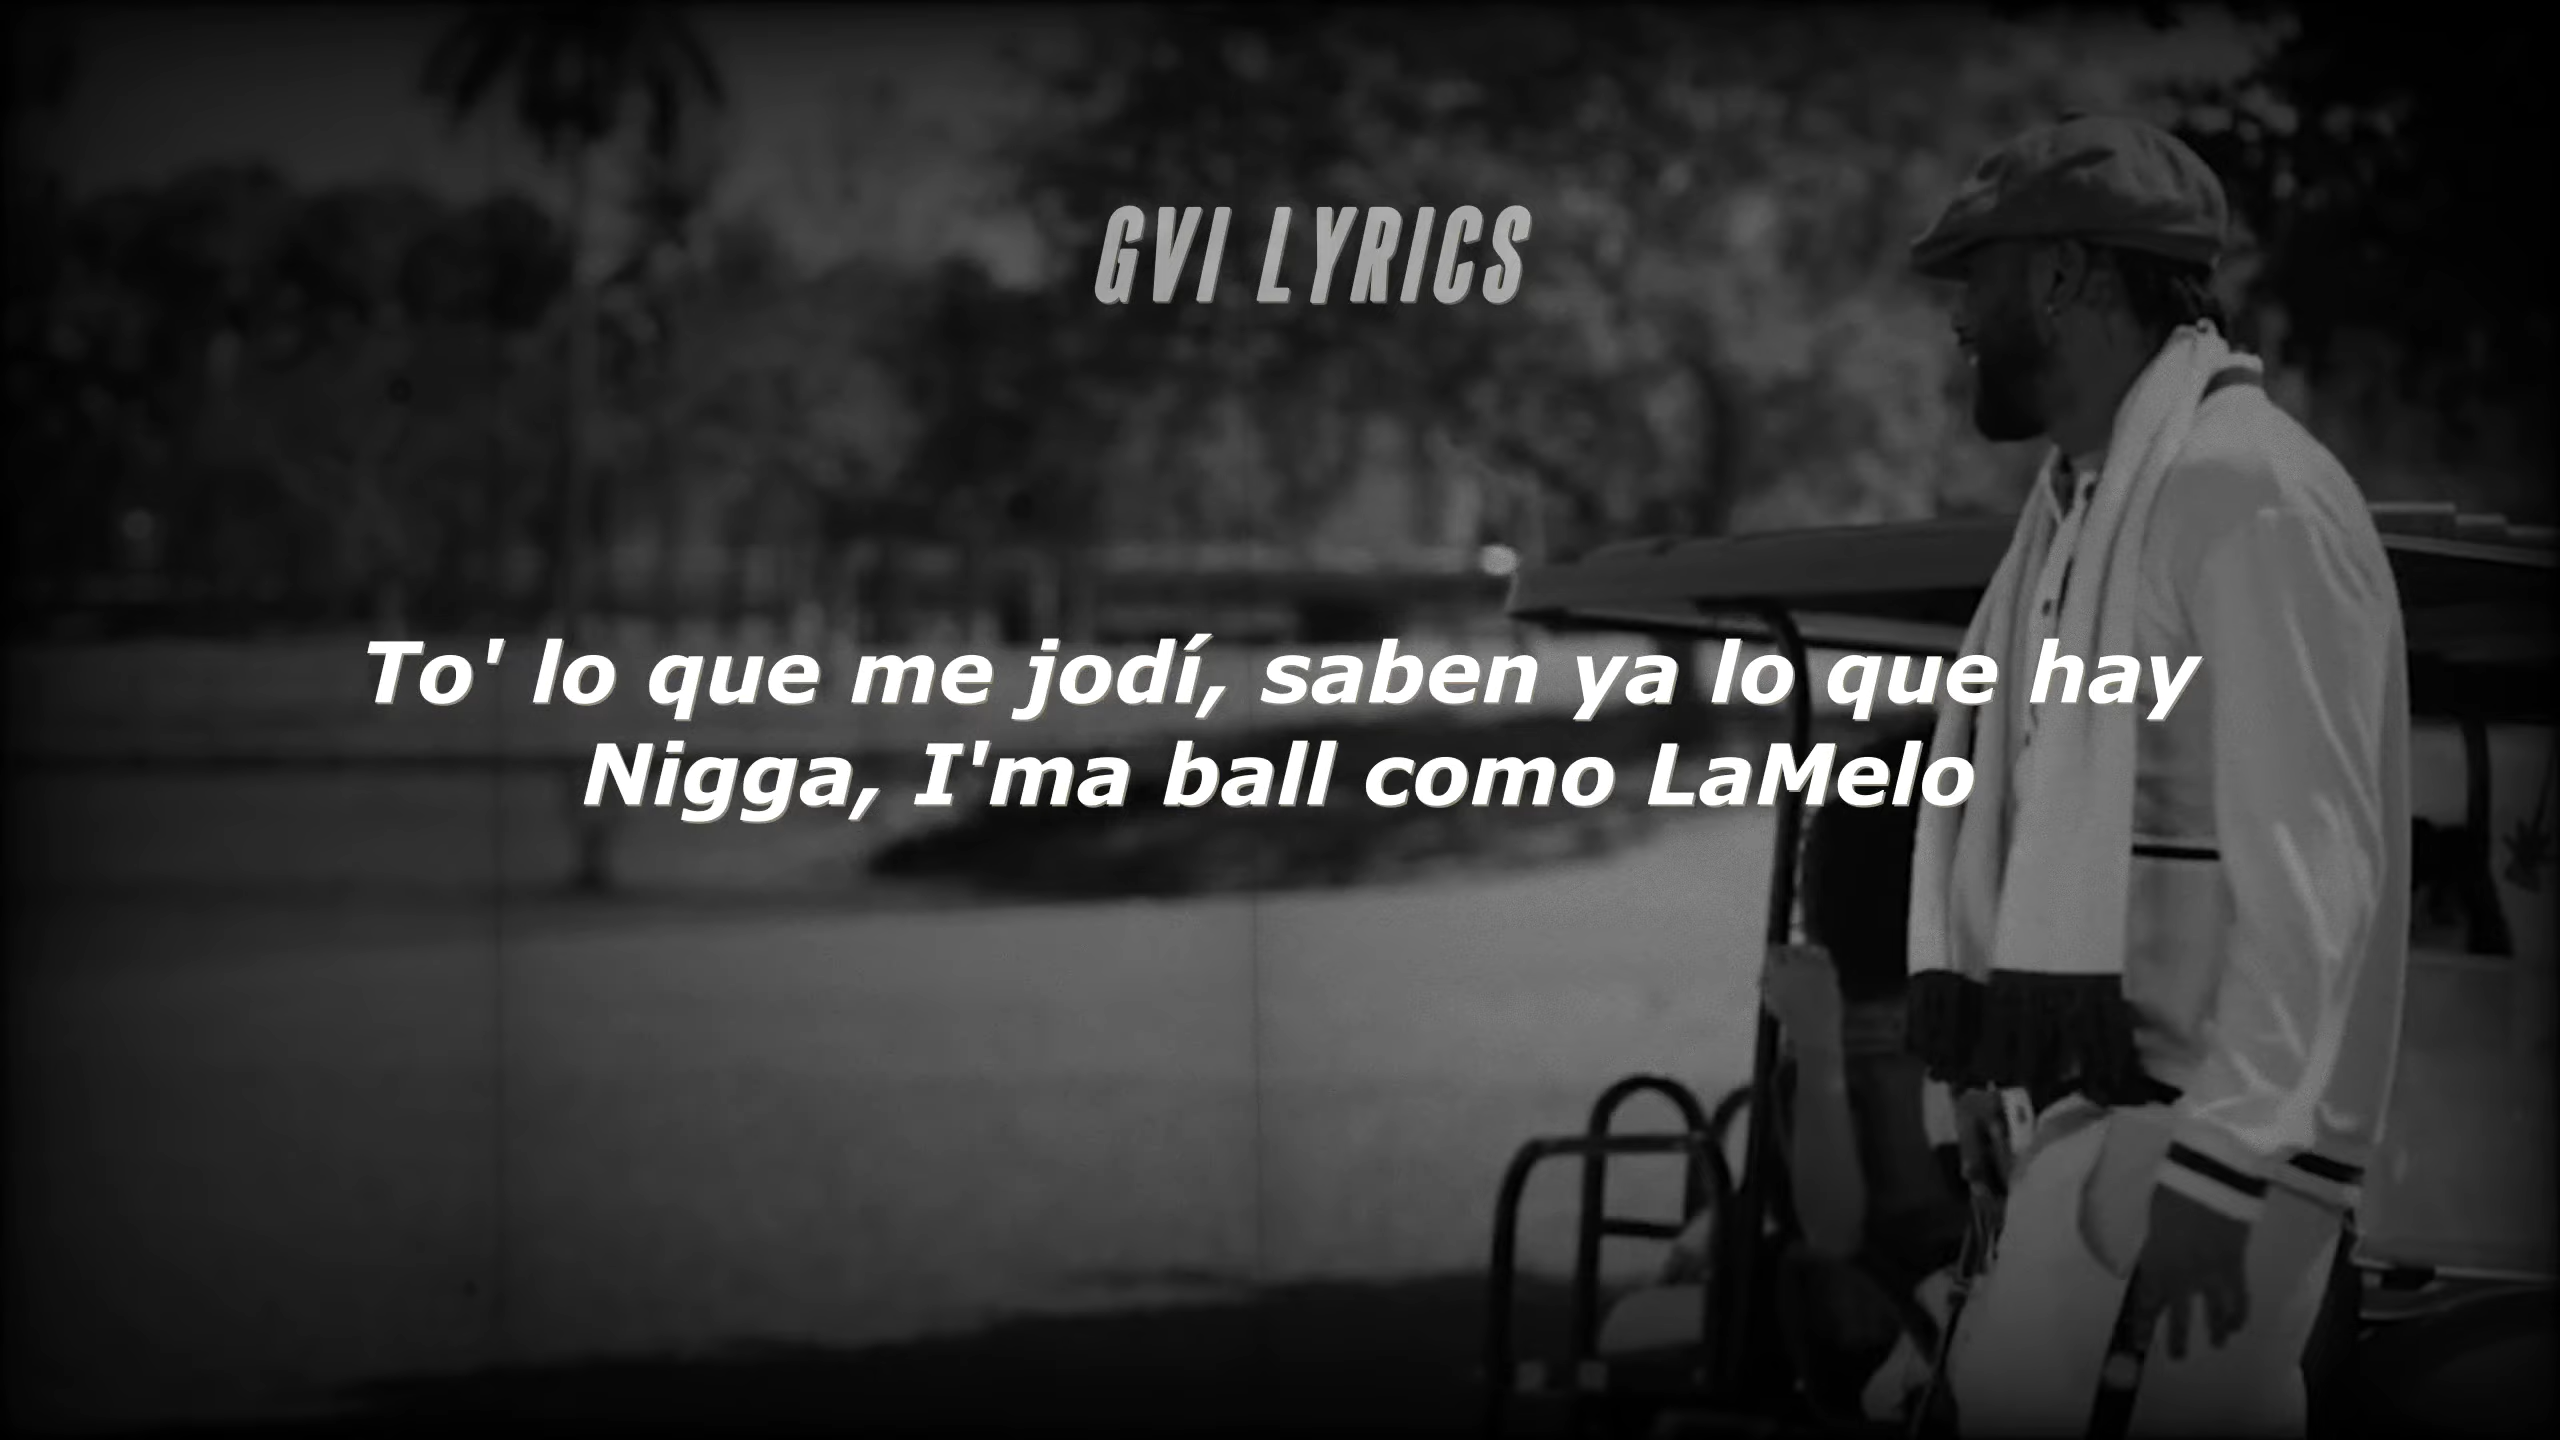 GVI LYRICS
To' lo que me jodí, saben ya lo que hay
Nigga, I'ma ball como LaMelo